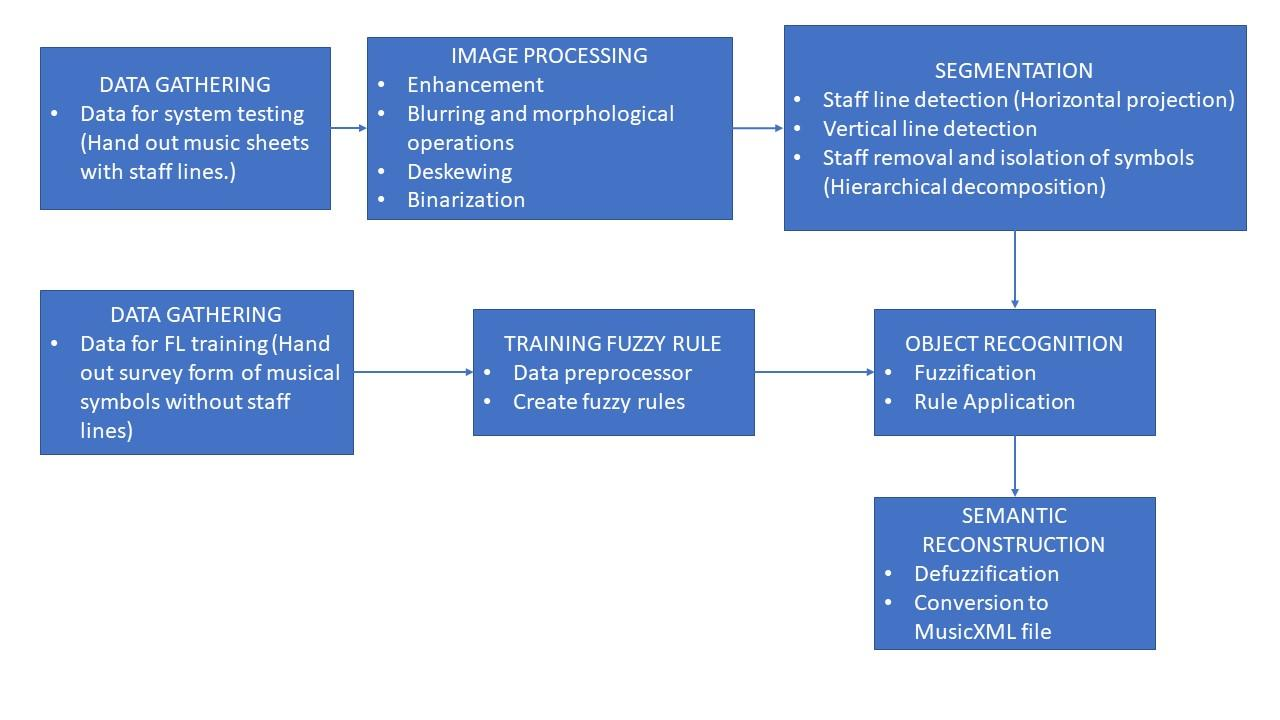 DATA GATHERING
• Data for system testing
(Hand out music sheets
with staff lines.)
IMAGE PROCESSING
• Enhancement
• Blurring and morphological
operations
• Deskewing
• Binarization
SEGMENTATION
• Staff line detection (Horizontal projection)
• Vertical line detection
• Staff removal and isolation of symbols
(Hierarchical decomposition)
DATA GATHERING
• Data for FL training (Hand
out survey form of musical
symbols without staff
lines)
TRAINING FUZZY RULE
• Data preprocessor
• Create fuzzy rules
OBJECT RECOGNITION
• Fuzzification
• Rule Application
SEMANTIC
RECONSTRUCTION
• Defuzzification
• Conversion to
MusicXML file